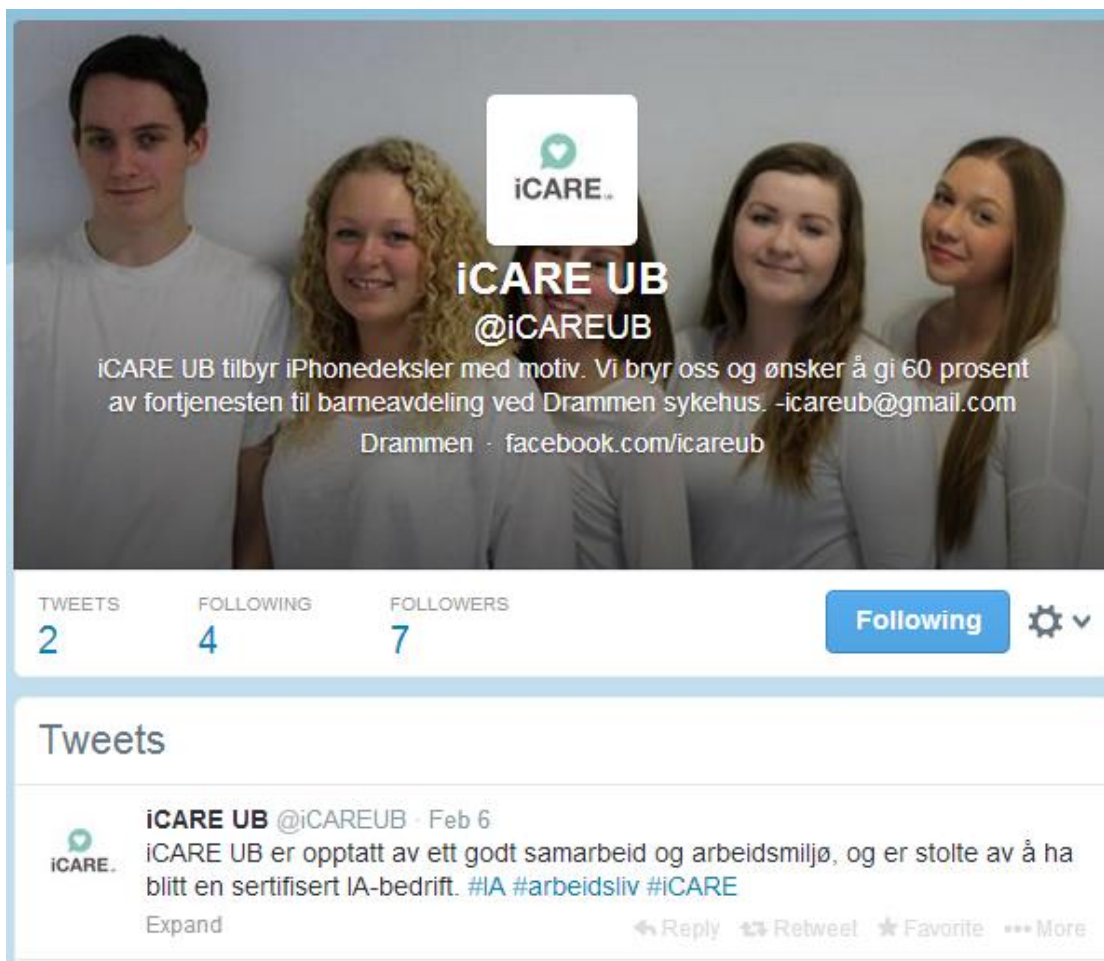 iCARE
iCARE UB
@iCAREUB
iCARE UB tilbyr iPhonedeksler med motiv. Vi bryr oss og ønsker å gi 60 prosent
av fortjenesten til barneavdeling ved Drammen sykehus. -icareub@gmail.com
Drammen · facebook.com/icareub
TWEETS FOLLOWING FOLLOWERS
2 4 7
Following
Tweets
iCARE UB @iCAREUB · Feb 6
iCARE UB er opptatt av ett godt samarbeid og arbeidsmiljø, og er stolte av å ha
iCARE
blitt en sertifisert IA-bedrift. #IA #arbeidsliv #iCARE
Expand Reply Retweet Favorite More